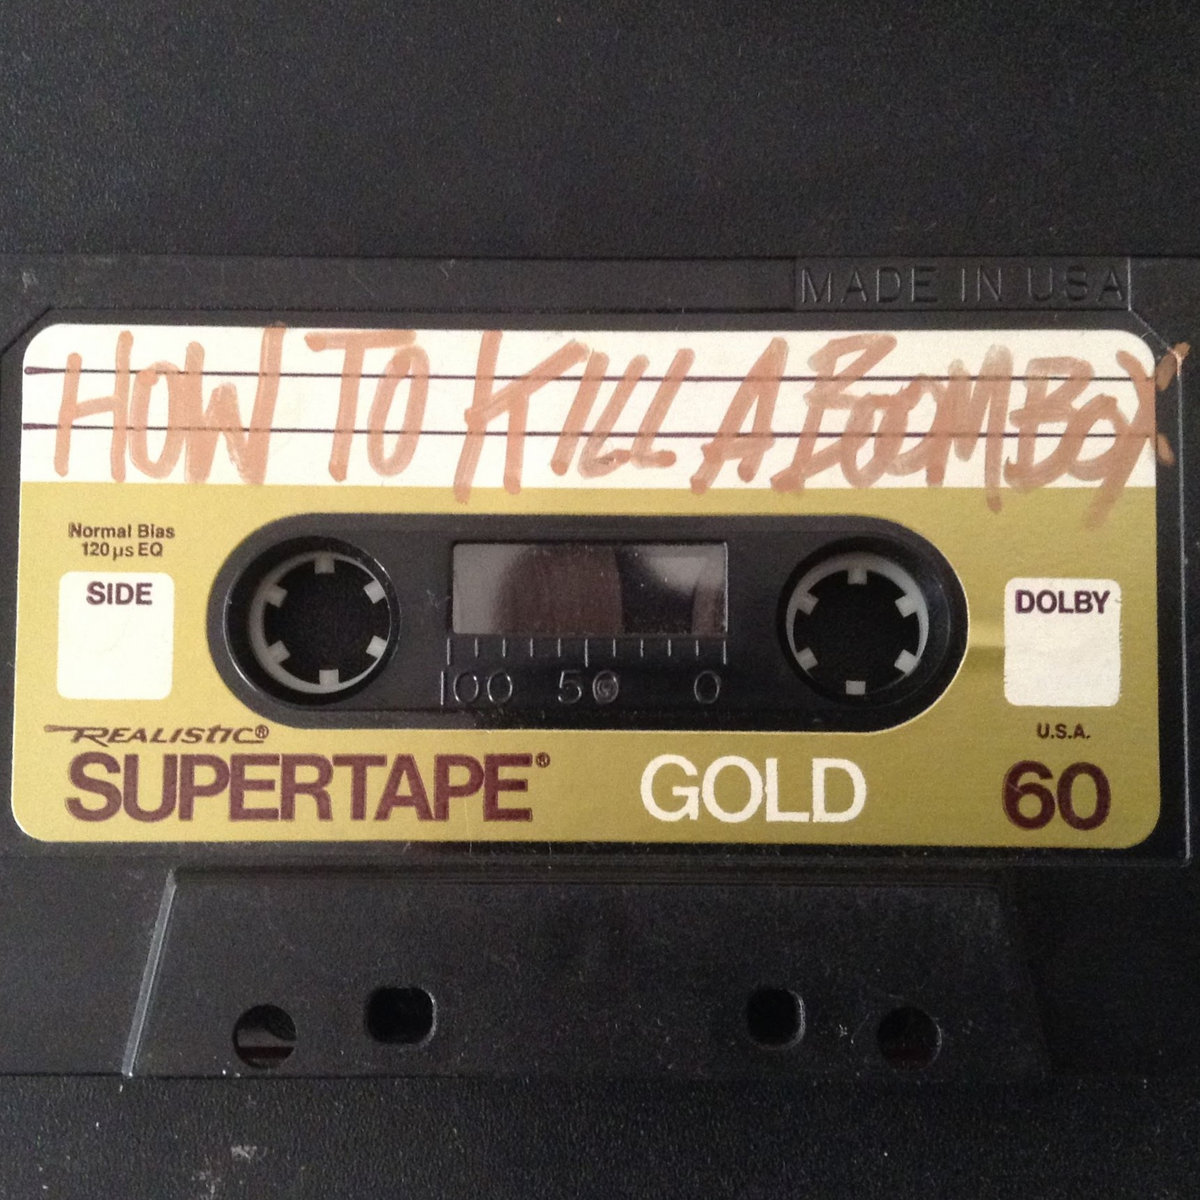 MADE IN USA
HOW TO KILL A BOOMBOX
Normal Bias
120 µs EQ
SIDE
DOLBY
100 50 0
REALISTIC®
U.S.A.
SUPERTAPE® GOLD 60